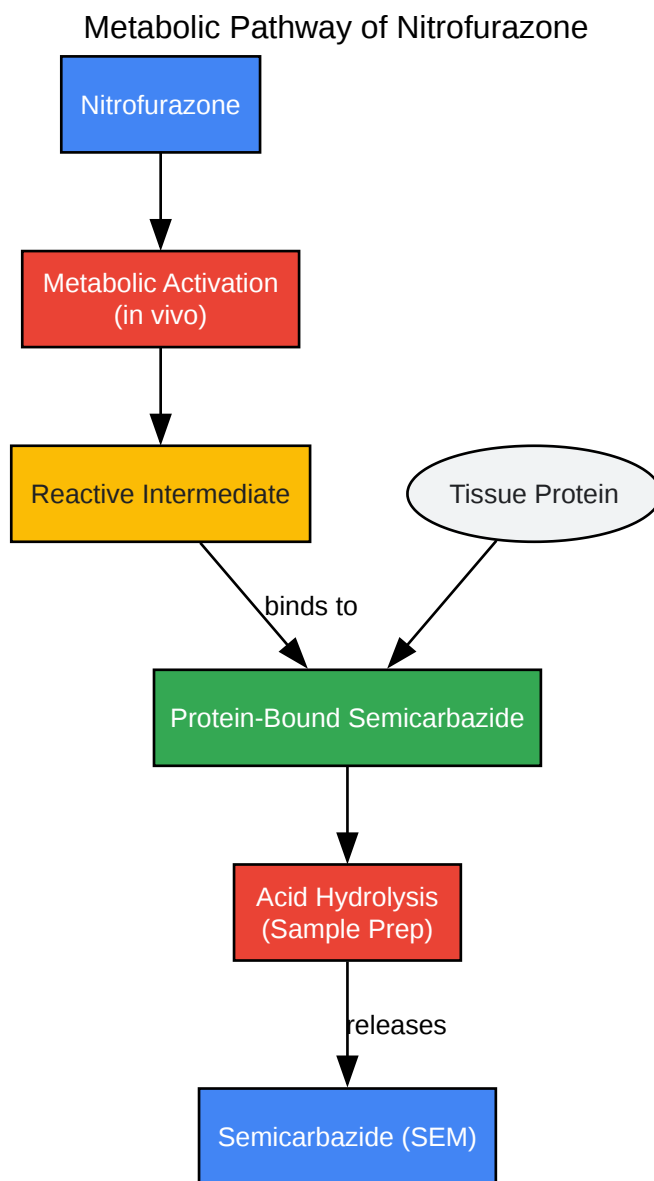 Metabolic Pathway of Nitrofurazone
Nitrofurazone
Metabolic Activation
(in vivo)
Reactive Intermediate
Tissue Protein
binds to
Protein-Bound Semicarbazide
Acid Hydrolysis
(Sample Prep)
releases
Semicarbazide (SEM)